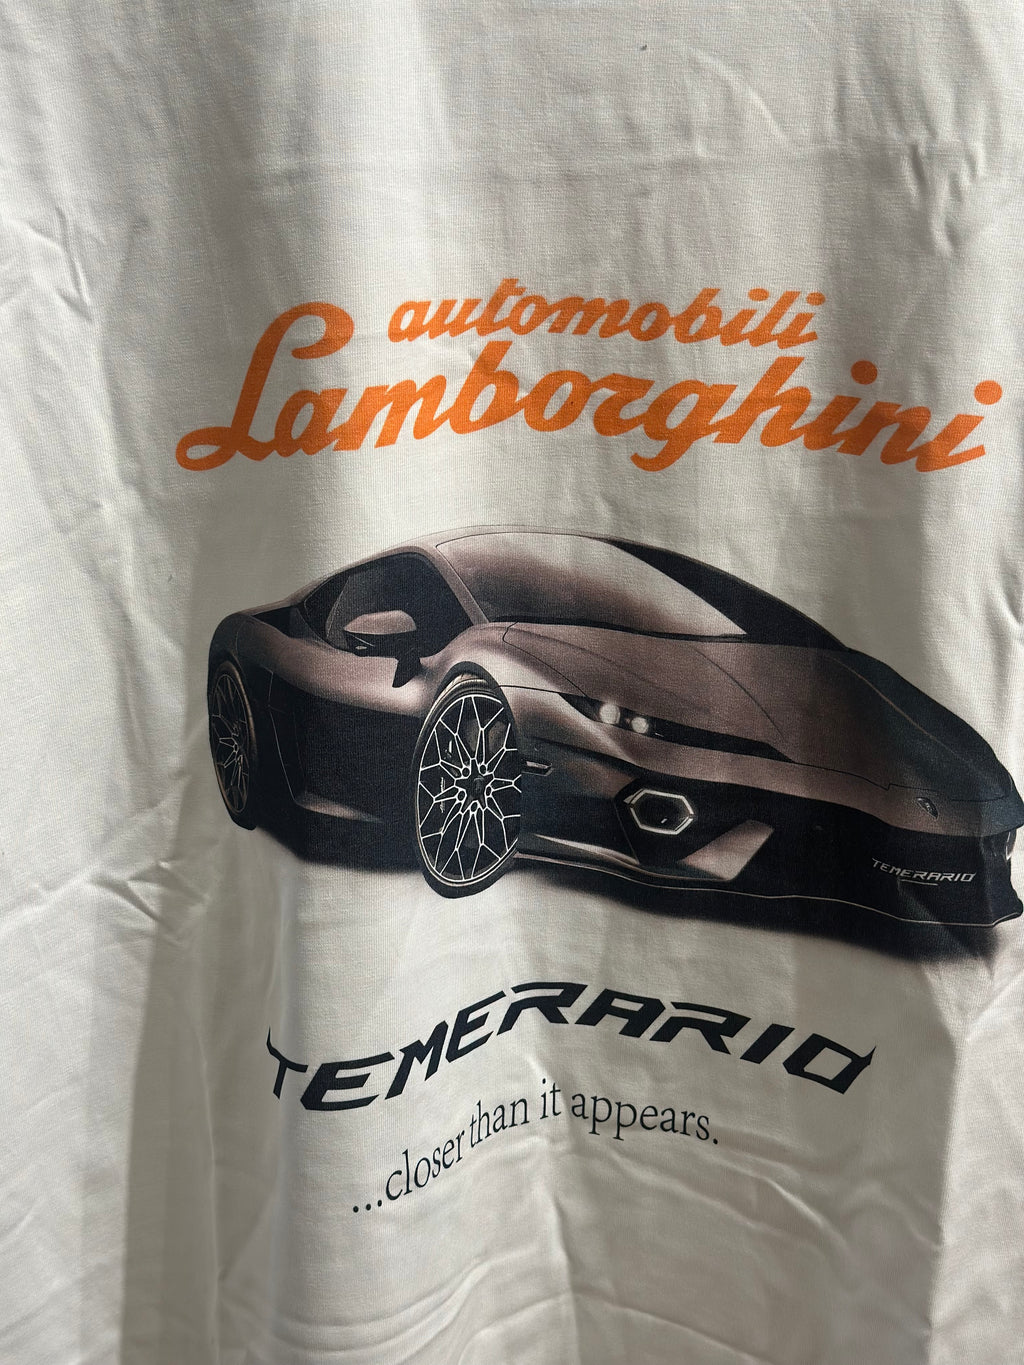 automobili
Lamborghini
TEMERARIO
TEMERARIO
...closer than it appears.